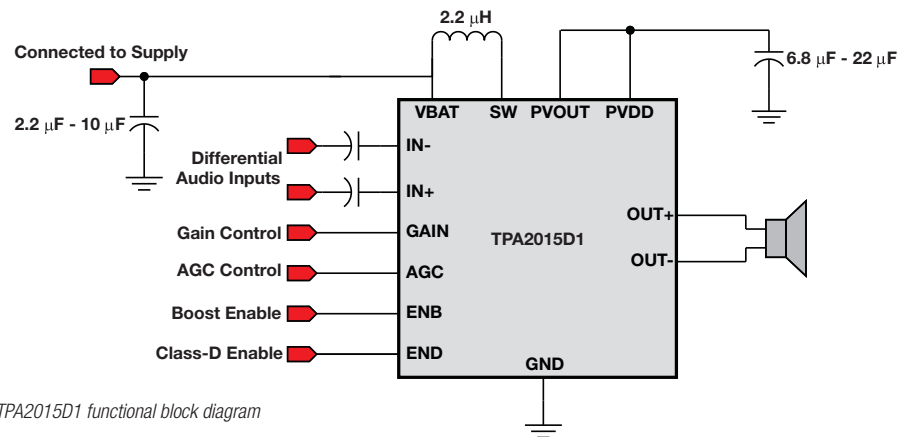 2.2 μH
Connected to Supply
6.8 μF - 22 μF
2.2 μF - 10 μF
VBAT SW PVOUT PVDD
Differential
Audio Inputs
IN-
IN+
Gain Control
GAIN
TPA2015D1
OUT+
OUT-
AGC Control
AGC
Boost Enable
ENB
Class-D Enable
END
GND
TPA2015D1 functional block diagram